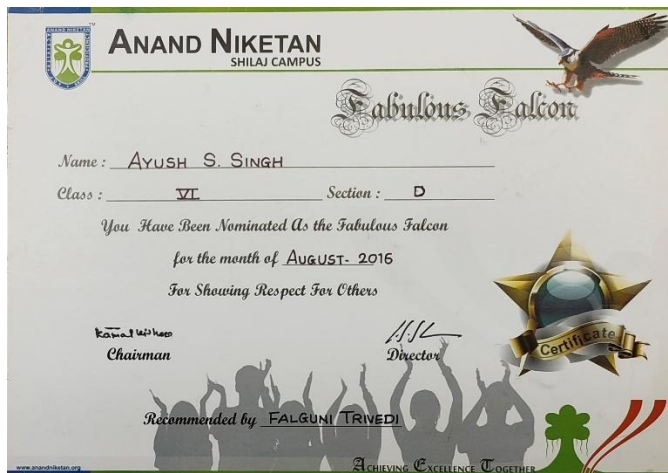 ANAND NIKETAN
SHILAJ CAMPUS
Fabulous Falcon
Name : AYUSH S. SINGH
Class : VI Section : D
You Have Been Nominated As the Fabulous Falcon
for the month of AUGUST- 2016
For Showing Respect For Others
Chairman Director
Certificate
Recommended by FALGUNI TRIVEDI
www.anandniketan.org
ACHIEVING EXCELLENCE TOGETHER